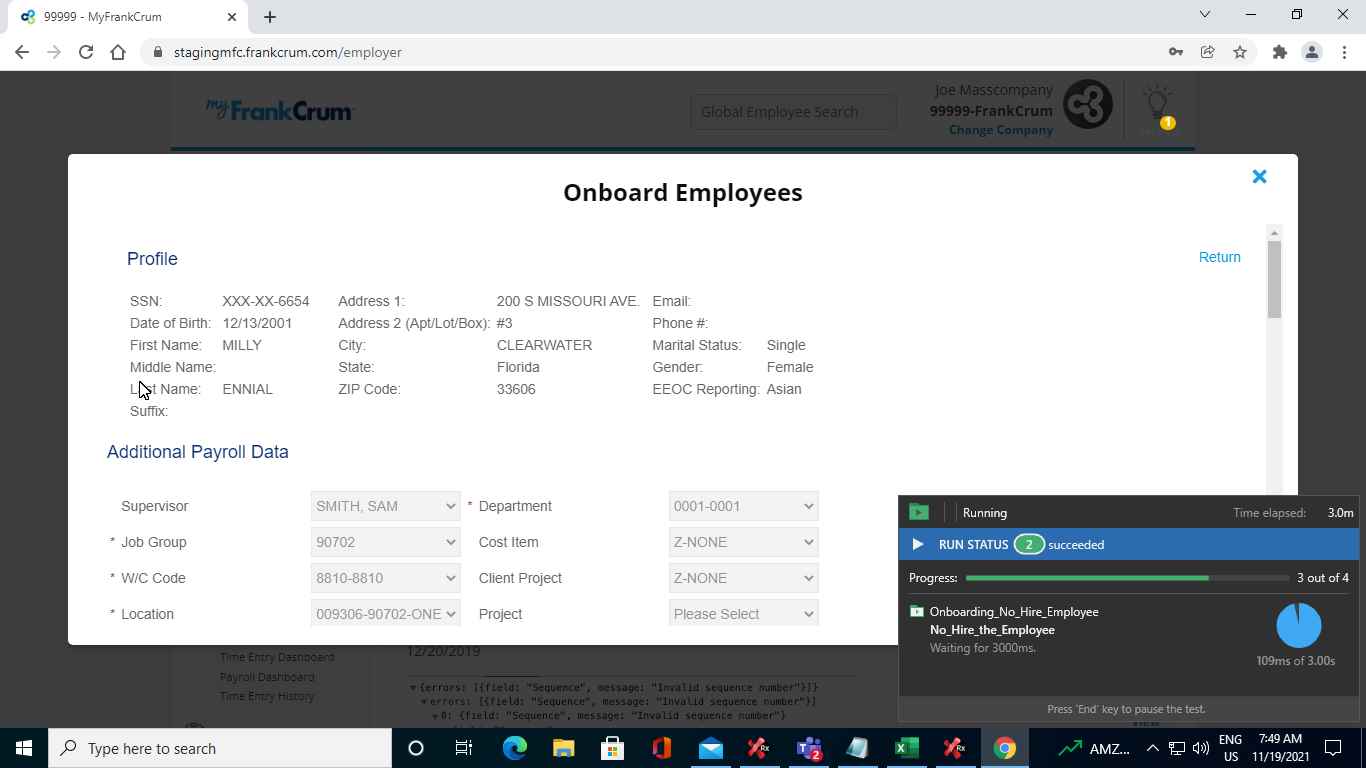 99999 - MyFrankCrum
stagingmfc.frankcrum.com/employer
my FrankCrum
Global Employee Search
Joe Masscompany
99999-FrankCrum
Change Company
1
Onboard Employees
Profile
Return
SSN: XXX-XX-6654 Address 1: 200 S MISSOURI AVE. Email:
Date of Birth: 12/13/2001 Address 2 (Apt/Lot/Box): #3 Phone #:
First Name: MILLY City: CLEARWATER Marital Status: Single
Middle Name: State: Florida Gender: Female
Last Name: ENNIAL ZIP Code: 33606 EEOC Reporting: Asian
Suffix:
Additional Payroll Data
Supervisor SMITH, SAM * Department 0001-0001
* Job Group 90702 Cost Item Z-NONE
* W/C Code 8810-8810 Client Project Z-NONE
* Location 009306-90702-ONE Project Please Select
Time Entry Dashboard
Payroll Dashboard
Time Entry History
12/20/2019
▼{errors: [{field: "Sequence", message: "Invalid sequence number"}]}
▼errors: [{field: "Sequence", message: "Invalid sequence number"}]
▼0: {field: "Sequence", message: "Invalid sequence number"}
Running Time elapsed: 3.0m
RUN STATUS 2 succeeded
Progress: 3 out of 4
Onboarding_No_Hire_Employee
No_Hire_the_Employee
Waiting for 3000ms.
109ms of 3.00s
Press 'End' key to pause the test.
Type here to search
Rx
2
Rx
AMZ...
ENG
US
7:49 AM
11/19/2021